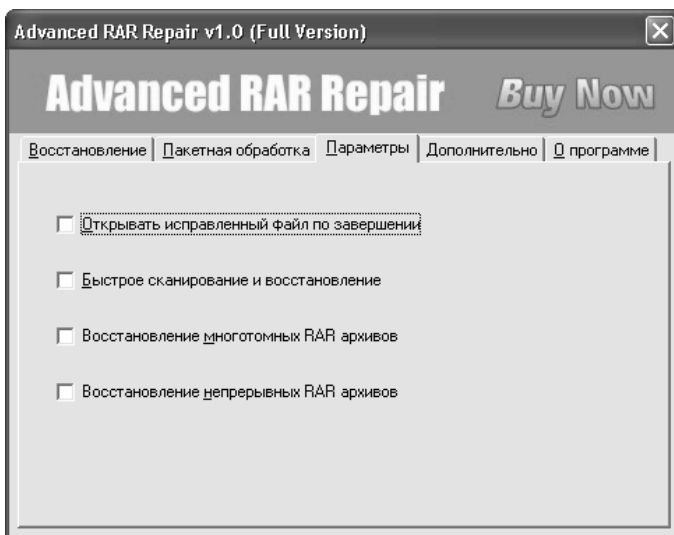 Advanced RAR Repair v1.0 (Full Version)
Advanced RAR Repair Buy Now
Восстановление Пакетная обработка Параметры Дополнительно О программе
Открывать исправленный файл по завершении
Быстрое сканирование и восстановление
Восстановление многотомных RAR архивов
Восстановление непрерывных RAR архивов